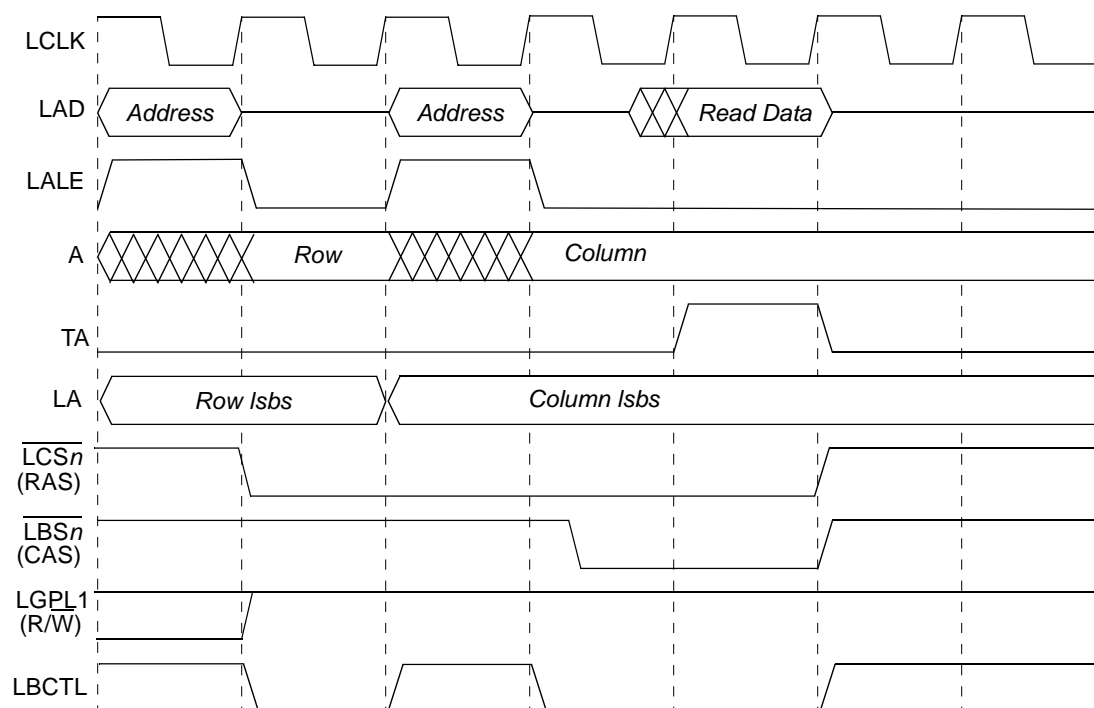 LCLK
LAD Address Address Read Data
LALE
A Row Column
TA
LA Row lsbs Column lsbs
LCSn
(RAS)
LBSn
(CAS)
LGPL1
(R/W)
LBCTL